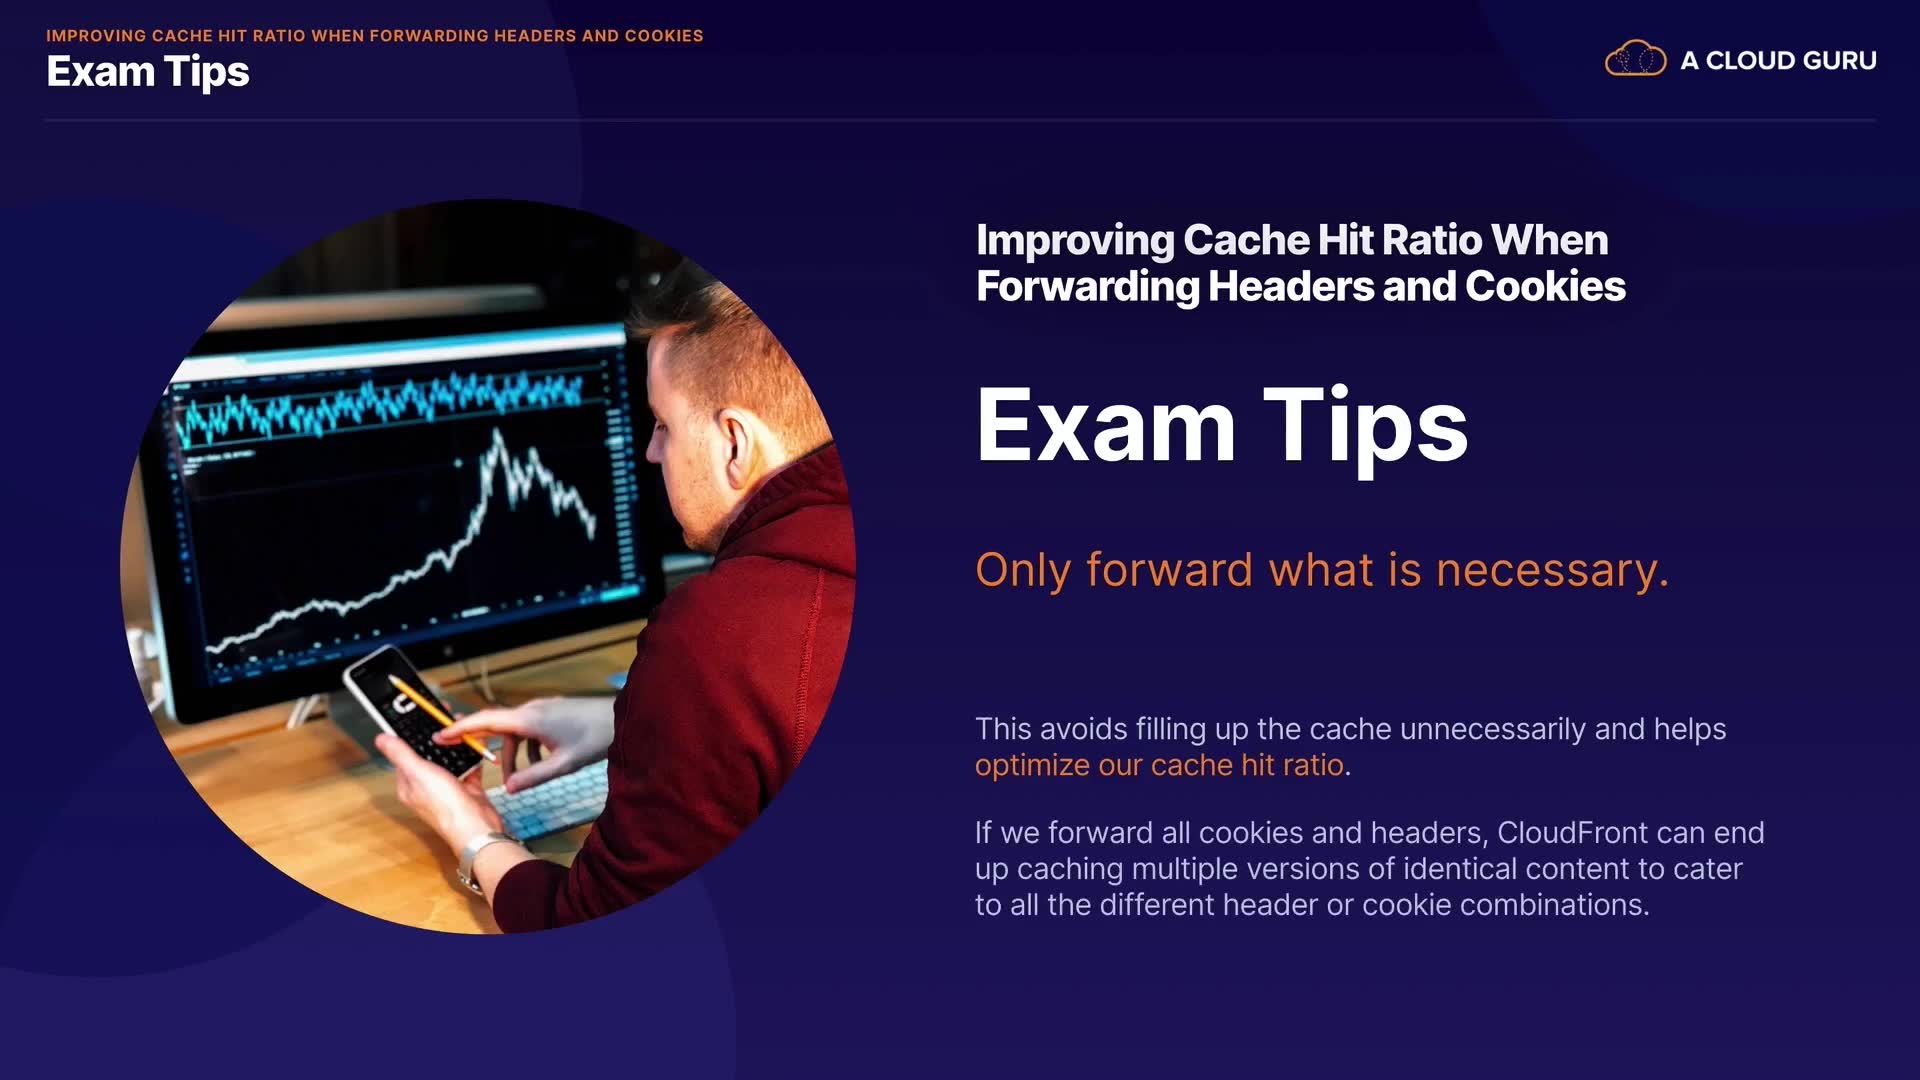 IMPROVING CACHE HIT RATIO WHEN FORWARDING HEADERS AND COOKIES
Exam Tips
A CLOUD GURU
Improving Cache Hit Ratio When
Forwarding Headers and Cookies
Exam Tips
Only forward what is necessary.
This avoids filling up the cache unnecessarily and helps
optimize our cache hit ratio.
If we forward all cookies and headers, CloudFront can end
up caching multiple versions of identical content to cater
to all the different header or cookie combinations.